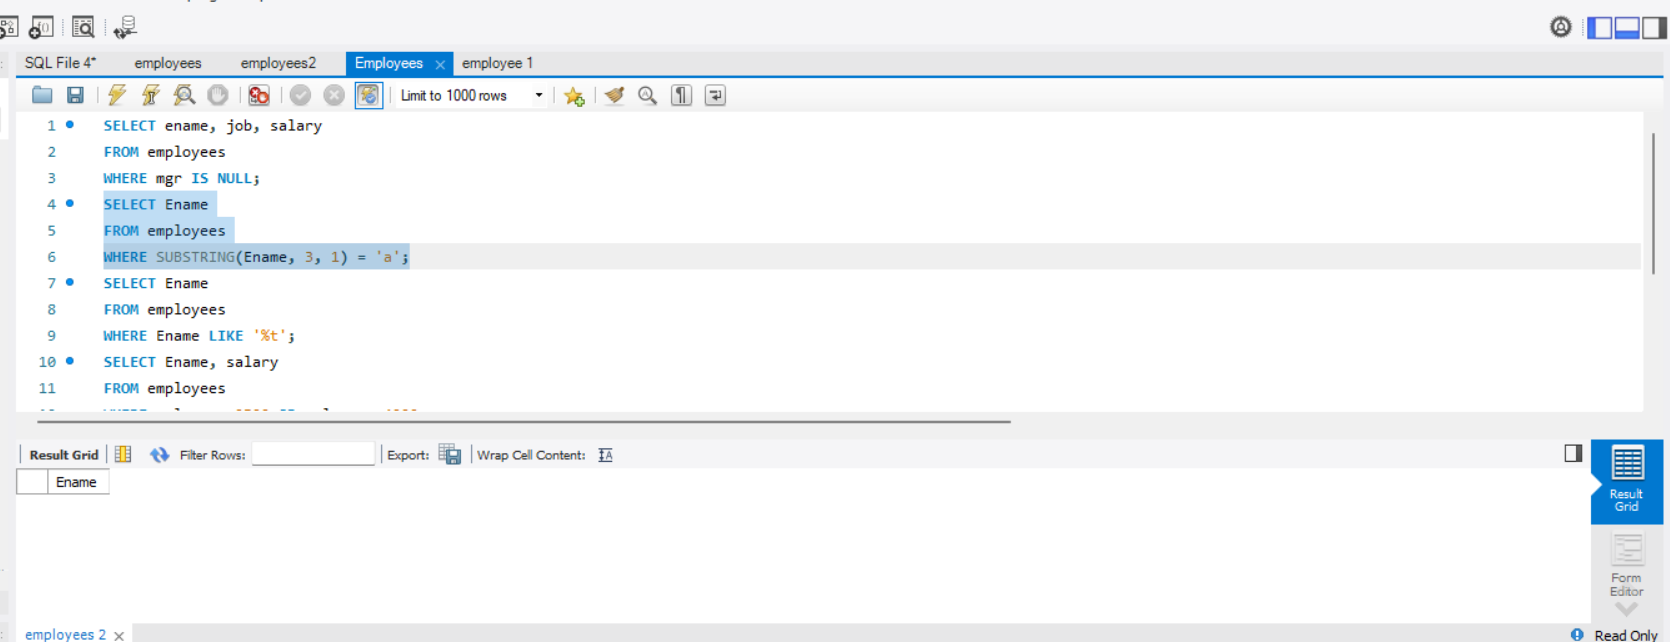 SQL File 4* employees employees2 Employees × employee 1
Limit to 1000 rows
1 SELECT ename, job, salary
2 FROM employees
3 WHERE mgr IS NULL;
4 SELECT Ename
5 FROM employees
6 WHERE SUBSTRING(Ename, 3, 1) = 'a';
7 SELECT Ename
8 FROM employees
9 WHERE Ename LIKE '%t';
10 SELECT Ename, salary
11 FROM employees
Result Grid Filter Rows: Export: Wrap Cell Content:
Ename
Result
Grid
Form
Editor
employees 2 × Read Only